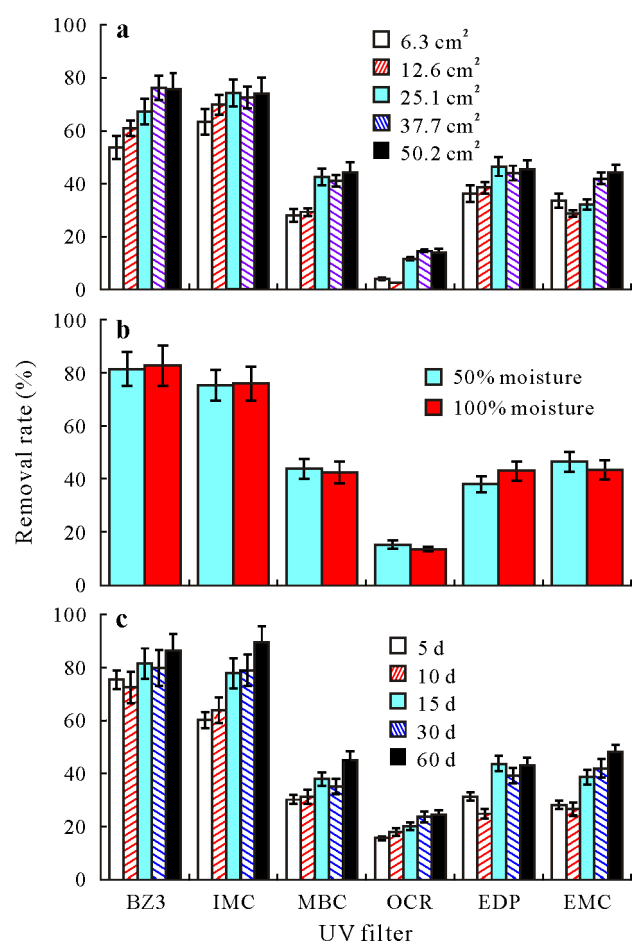 a
6.3 cm²
12.6 cm²
25.1 cm²
37.7 cm²
50.2 cm²
100
80
60
40
20
0
b
50% moisture
100% moisture
100
80
60
40
20
0
Removal rate (%)
c
5 d
10 d
15 d
30 d
60 d
100
80
60
40
20
0
BZ3 IMC MBC OCR EDP EMC
UV filter